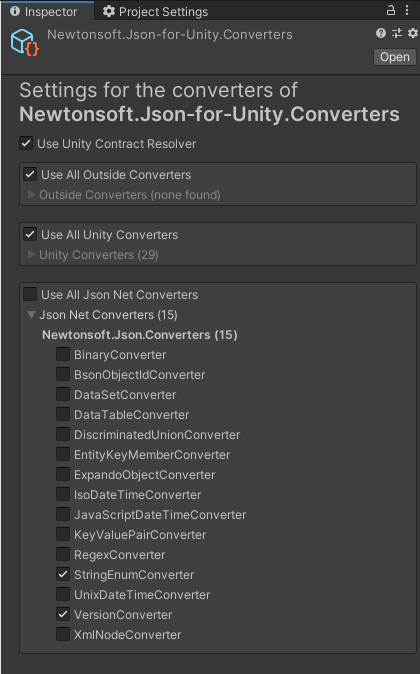 Inspector
Project Settings
Newtonsoft.Json-for-Unity.Converters
Open
Settings for the converters of
Newtonsoft.Json-for-Unity.Converters
Use Unity Contract Resolver
Use All Outside Converters
Outside Converters (none found)
Use All Unity Converters
Unity Converters (29)
Use All Json Net Converters
Json Net Converters (15)
Newtonsoft.Json.Converters (15)
BinaryConverter
BsonObjectIdConverter
DataSetConverter
DataTableConverter
DiscriminatedUnionConverter
EntityKeyMemberConverter
ExpandoObjectConverter
IsoDateTimeConverter
JavaScriptDateTimeConverter
KeyValuePairConverter
RegexConverter
StringEnumConverter
UnixDateTimeConverter
VersionConverter
XmlNodeConverter